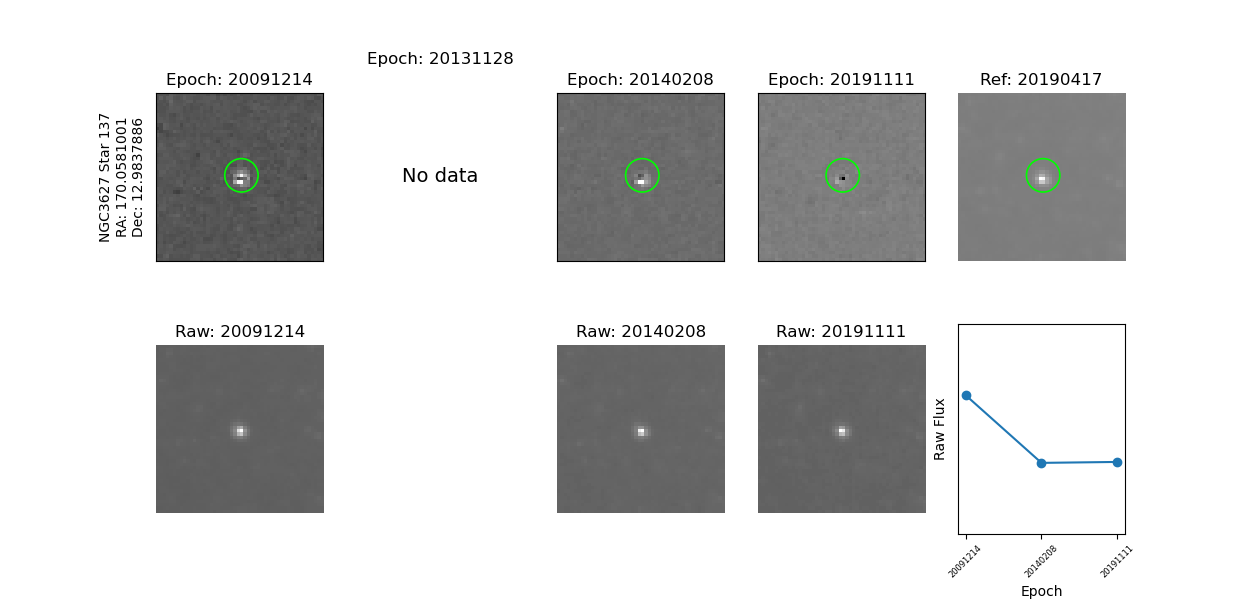 Epoch: 20131128
Epoch: 20091214
Epoch: 20140208
Epoch: 20191111
Ref: 20190417
NGC3627 Star 137
RA: 170.0581001
Dec: 12.9837886
No data
Raw: 20091214
Raw: 20140208
Raw: 20191111
Raw Flux
20091214
20140208
20191111
Epoch